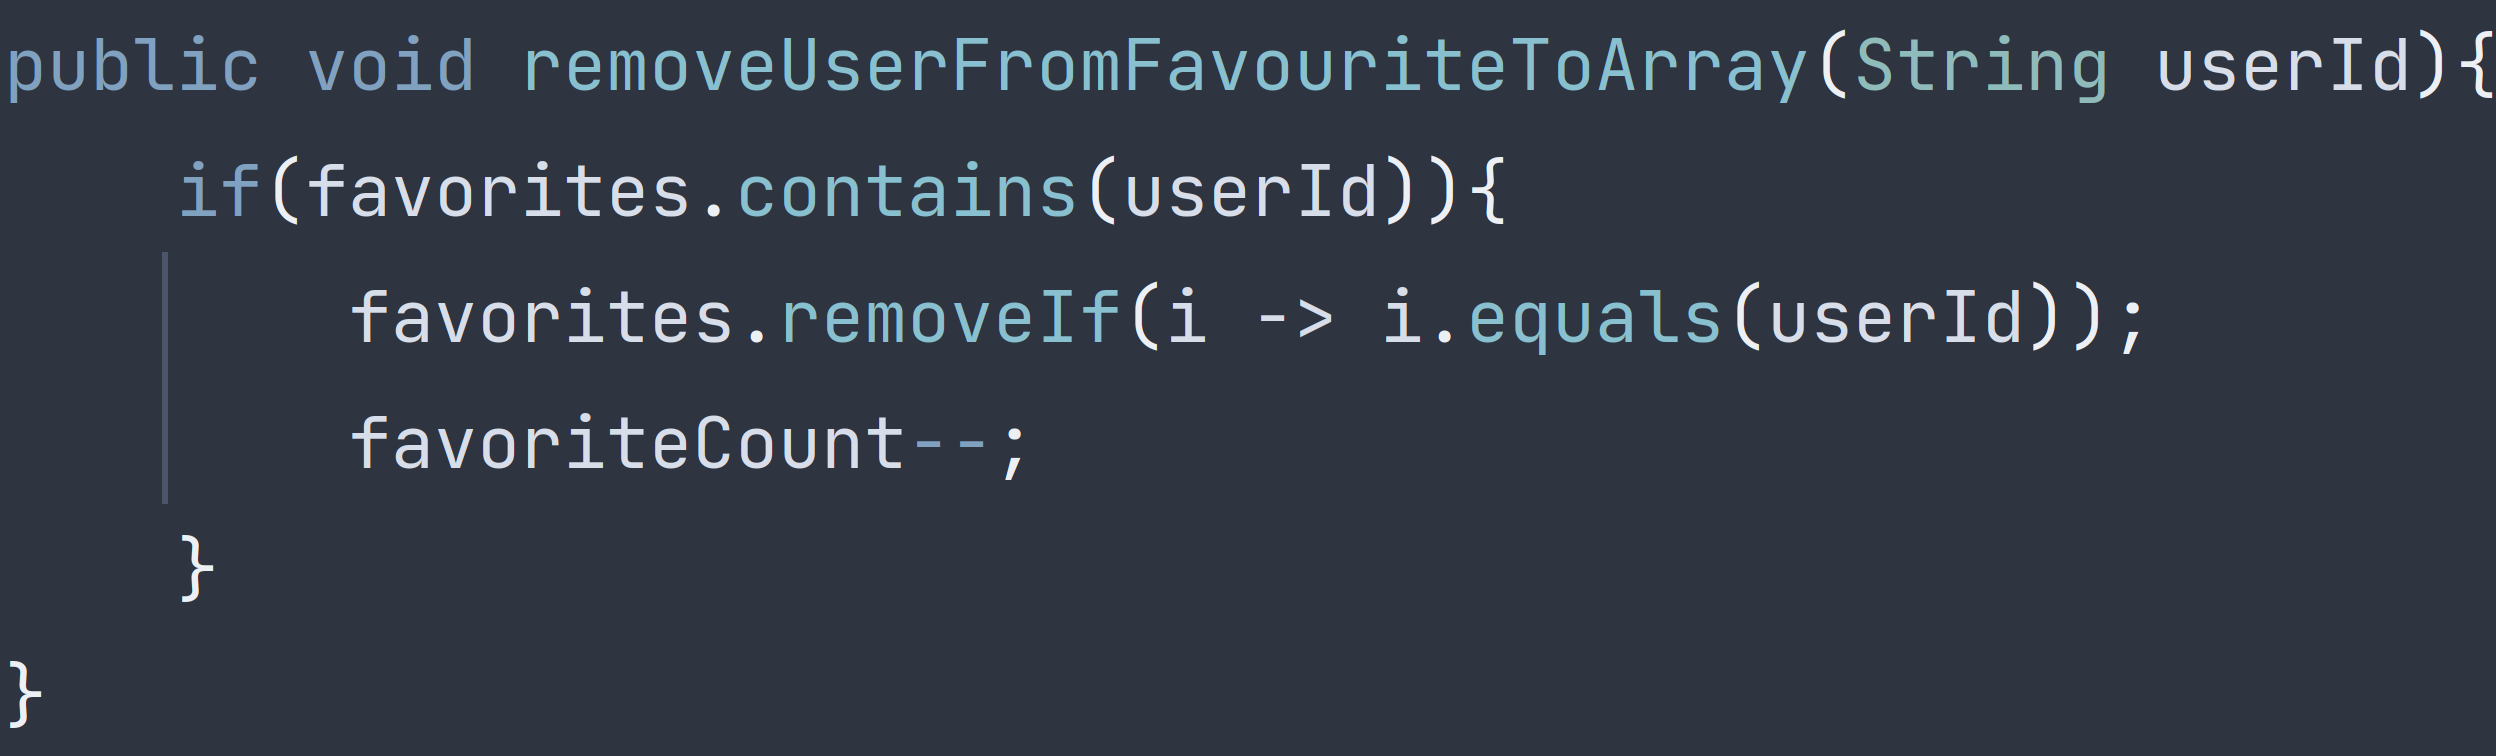 public void removeUserFromFavouriteToArray(String userId){
    if(favorites.contains(userId)){
        favorites.removeIf(i -> i.equals(userId));
        favoriteCount--;
    }
}